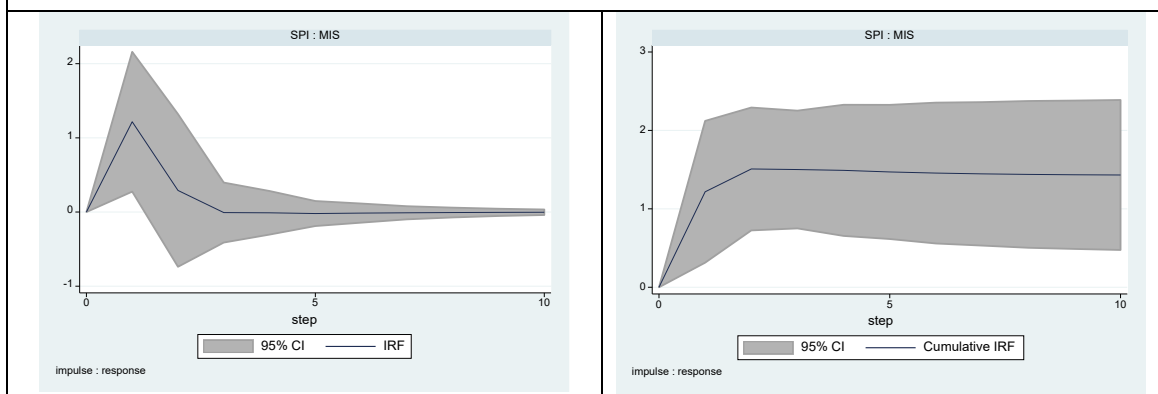 SPI : MIS
2
1
0
-1
0 5 10
step
95% CI IRF
impulse : response
SPI : MIS
3
2
1
0
0 5 10
step
95% CI Cumulative IRF
impulse : response